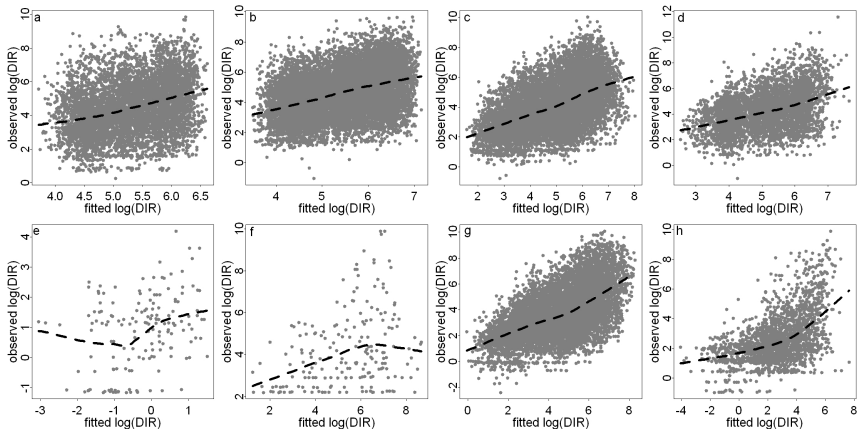 a
observed log(DIR)
0 2 4 6 8 10
4.0 4.5 5.0 5.5 6.0 6.5
fitted log(DIR)
b
observed log(DIR)
0 2 4 6 8 10
4 5 6 7
fitted log(DIR)
c
observed log(DIR)
0 2 4 6 8 10
2 3 4 5 6 7 8
fitted log(DIR)
d
observed log(DIR)
0 2 4 6 8 10 12
3 4 5 6 7
fitted log(DIR)
e
observed log(DIR)
-1 0 1 2 3 4
-3 -2 -1 0 1
fitted log(DIR)
f
observed log(DIR)
2 4 6 8 10
2 4 6 8
fitted log(DIR)
g
observed log(DIR)
-2 0 2 4 6 8 10
0 2 4 6 8
fitted log(DIR)
h
observed log(DIR)
0 2 4 6 8 10
-4 -2 0 2 4 6 8
fitted log(DIR)